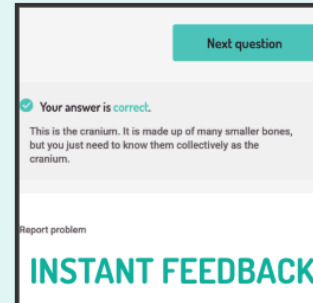 Next question
Your answer is correct.
This is the cranium. It is made up of many smaller bones,
but you just need to know them collectively as the
cranium.
Report problem
INSTANT FEEDBACK